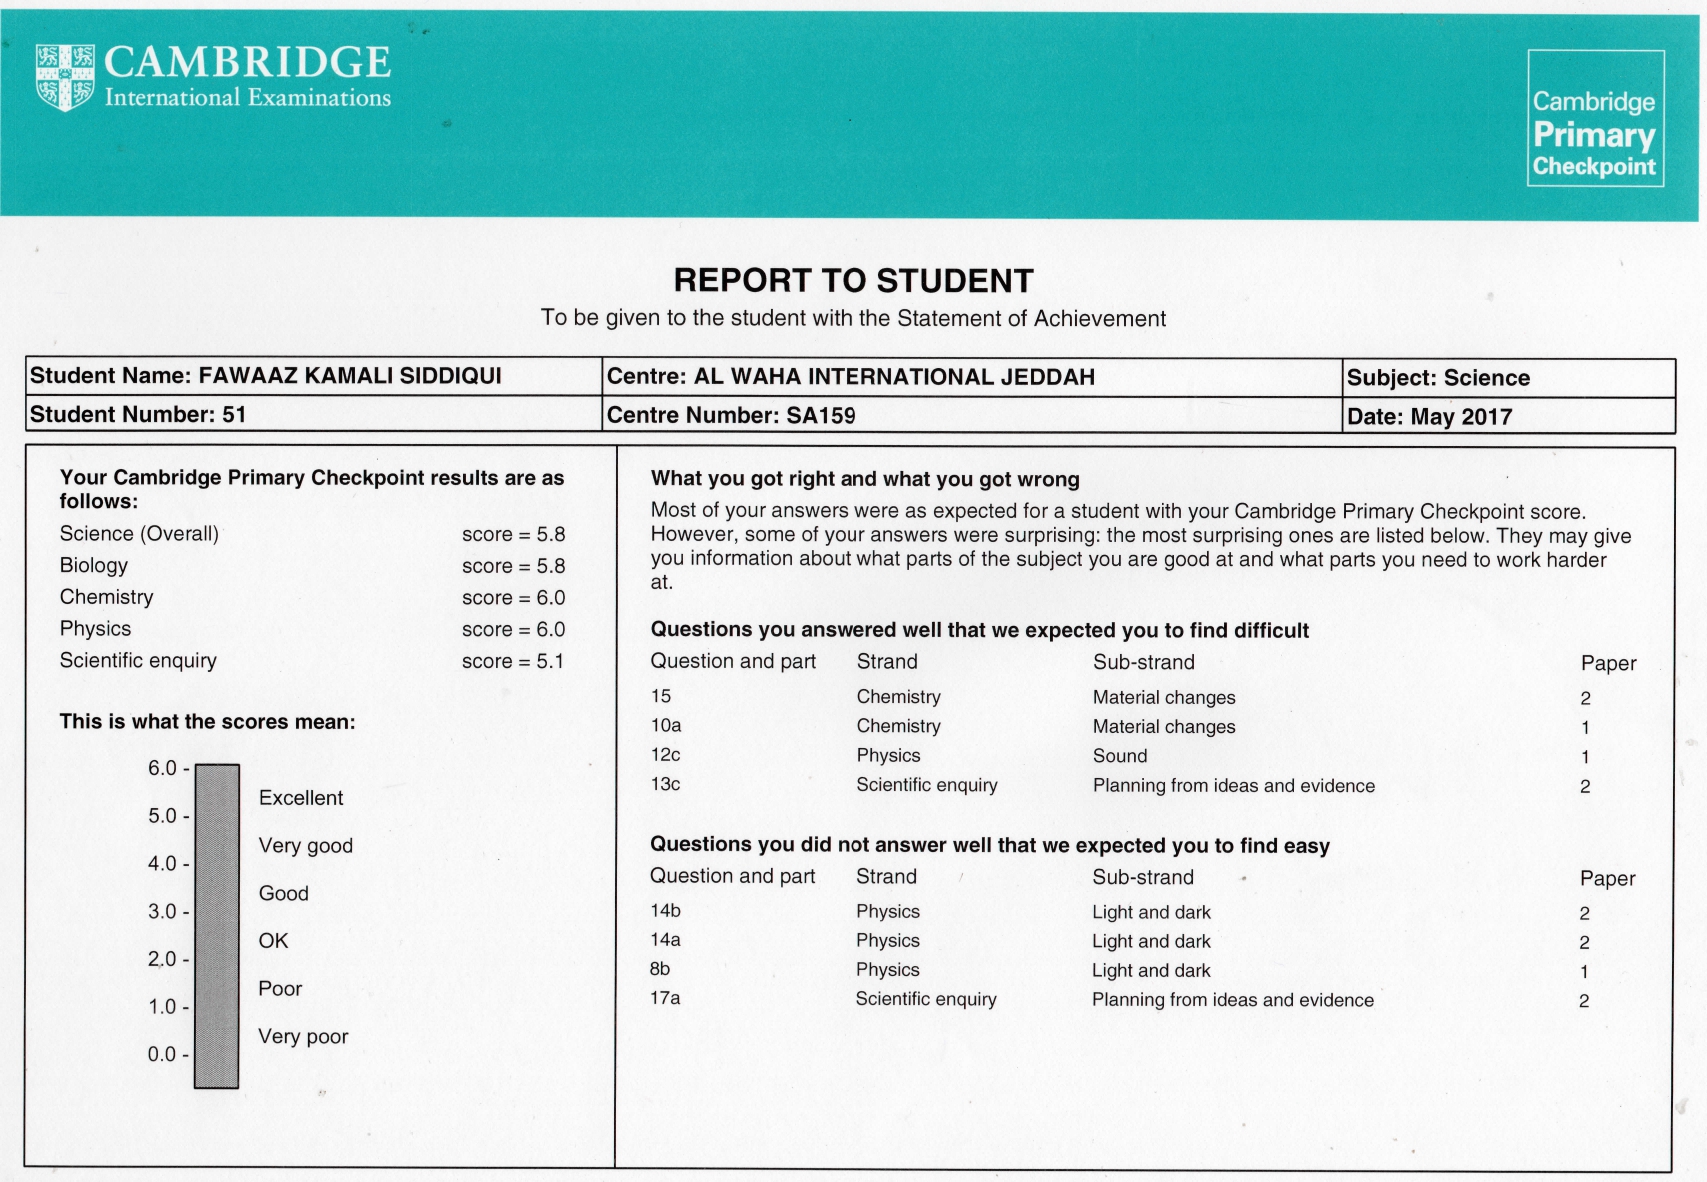 CAMBRIDGE
International Examinations
Cambridge
Primary
Checkpoint
REPORT TO STUDENT
To be given to the student with the Statement of Achievement
Student Name: FAWAAZ KAMALI SIDDIQUI Centre: AL WAHA INTERNATIONAL JEDDAH Subject: Science
Student Number: 51 Centre Number: SA159 Date: May 2017
Your Cambridge Primary Checkpoint results are as
follows:
Science (Overall) score = 5.8
Biology score = 5.8
Chemistry score = 6.0
Physics score = 6.0
Scientific enquiry score = 5.1
This is what the scores mean:
6.0 -
Excellent
5.0 -
Very good
4.0 -
Good
3.0 -
OK
2.0 -
Poor
1.0 -
Very poor
0.0 -
What you got right and what you got wrong
Most of your answers were as expected for a student with your Cambridge Primary Checkpoint score.
However, some of your answers were surprising: the most surprising ones are listed below. They may give
you information about what parts of the subject you are good at and what parts you need to work harder
at.
Questions you answered well that we expected you to find difficult
Question and part Strand Sub-strand Paper
15 Chemistry Material changes 2
10a Chemistry Material changes 1
12c Physics Sound 1
13c Scientific enquiry Planning from ideas and evidence 2
Questions you did not answer well that we expected you to find easy
Question and part Strand Sub-strand Paper
14b Physics Light and dark 2
14a Physics Light and dark 2
8b Physics Light and dark 1
17a Scientific enquiry Planning from ideas and evidence 2